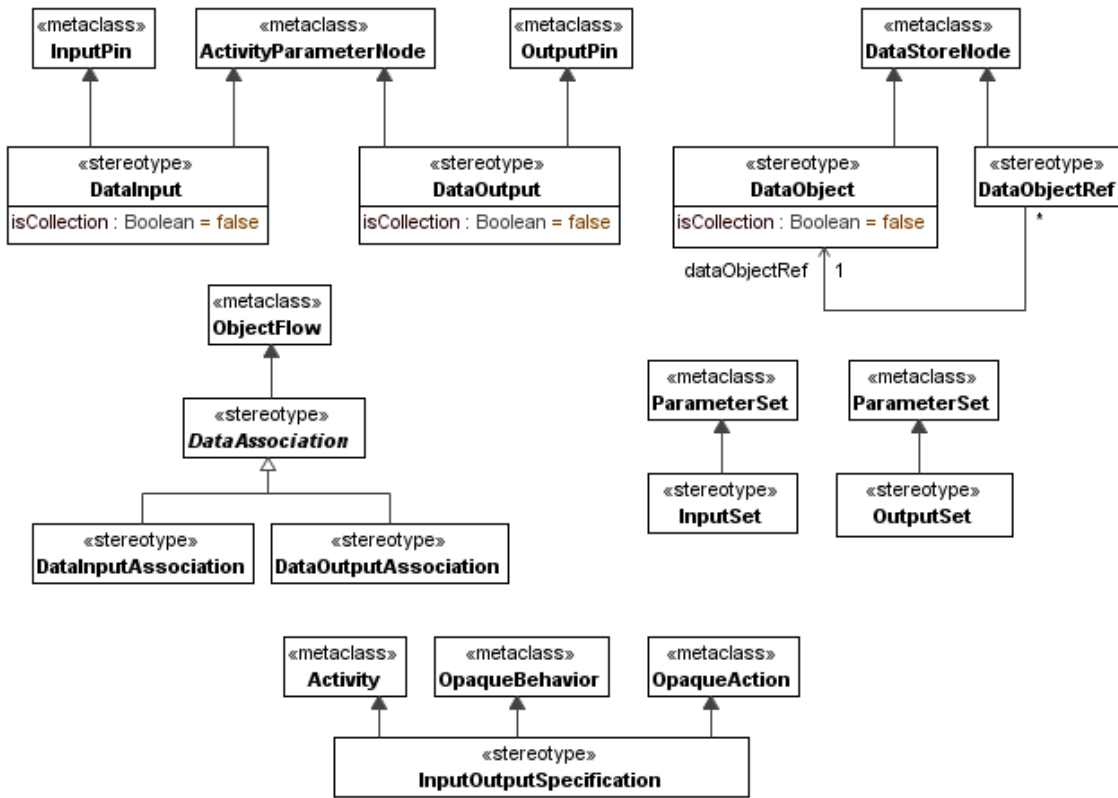 «metaclass»
InputPin
«metaclass»
ActivityParameterNode
«metaclass»
OutputPin
«metaclass»
DataStoreNode
«stereotype»
DataInput
isCollection : Boolean = false
«stereotype»
DataOutput
isCollection : Boolean = false
«stereotype»
DataObject
isCollection : Boolean = false
«stereotype»
DataObjectRef
*
dataObjectRef
1
«metaclass»
ObjectFlow
«stereotype»
DataAssociation
«stereotype»
DataInputAssociation
«stereotype»
DataOutputAssociation
«metaclass»
ParameterSet
«metaclass»
ParameterSet
«stereotype»
InputSet
«stereotype»
OutputSet
«metaclass»
Activity
«metaclass»
OpaqueBehavior
«metaclass»
OpaqueAction
«stereotype»
InputOutputSpecification